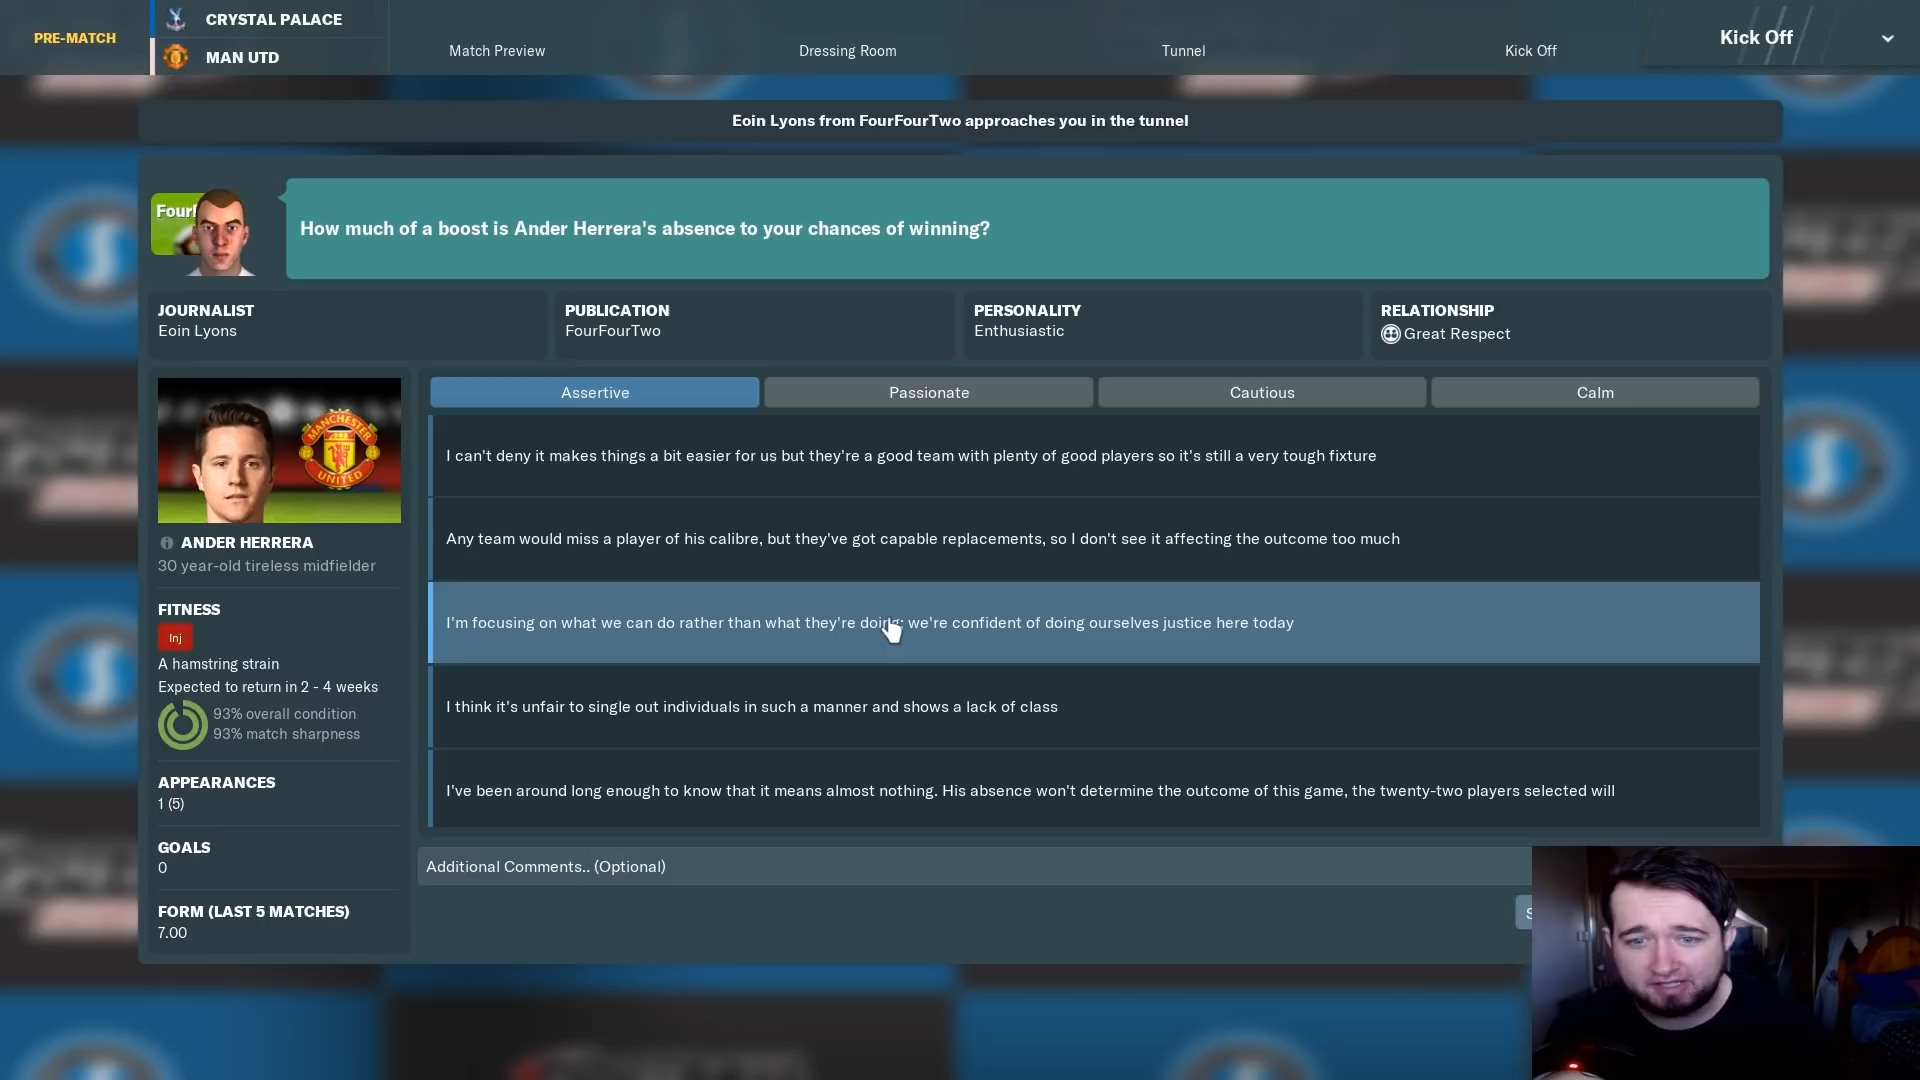 PRE-MATCH
CRYSTAL PALACE
MAN UTD
Match Preview
Dressing Room
Tunnel
Kick Off
Kick Off
Eoin Lyons from FourFourTwo approaches you in the tunnel
How much of a boost is Ander Herrera's absence to your chances of winning?
JOURNALIST
Eoin Lyons
PUBLICATION
FourFourTwo
PERSONALITY
Enthusiastic
RELATIONSHIP
Great Respect
MANCHESTER
UNITED
ANDER HERRERA
30 year-old tireless midfielder
FITNESS
Inj
A hamstring strain
Expected to return in 2 - 4 weeks
93% overall condition
93% match sharpness
APPEARANCES
1 (5)
GOALS
0
FORM (LAST 5 MATCHES)
7.00
Assertive
Passionate
Cautious
Calm
I can't deny it makes things a bit easier for us but they're a good team with plenty of good players so it's still a very tough fixture
Any team would miss a player of his calibre, but they've got capable replacements, so I don't see it affecting the outcome too much
I'm focusing on what we can do rather than what they're doing; we're confident of doing ourselves justice here today
I think it's unfair to single out individuals in such a manner and shows a lack of class
I've been around long enough to know that it means almost nothing. His absence won't determine the outcome of this game, the twenty-two players selected will
Additional Comments.. (Optional)